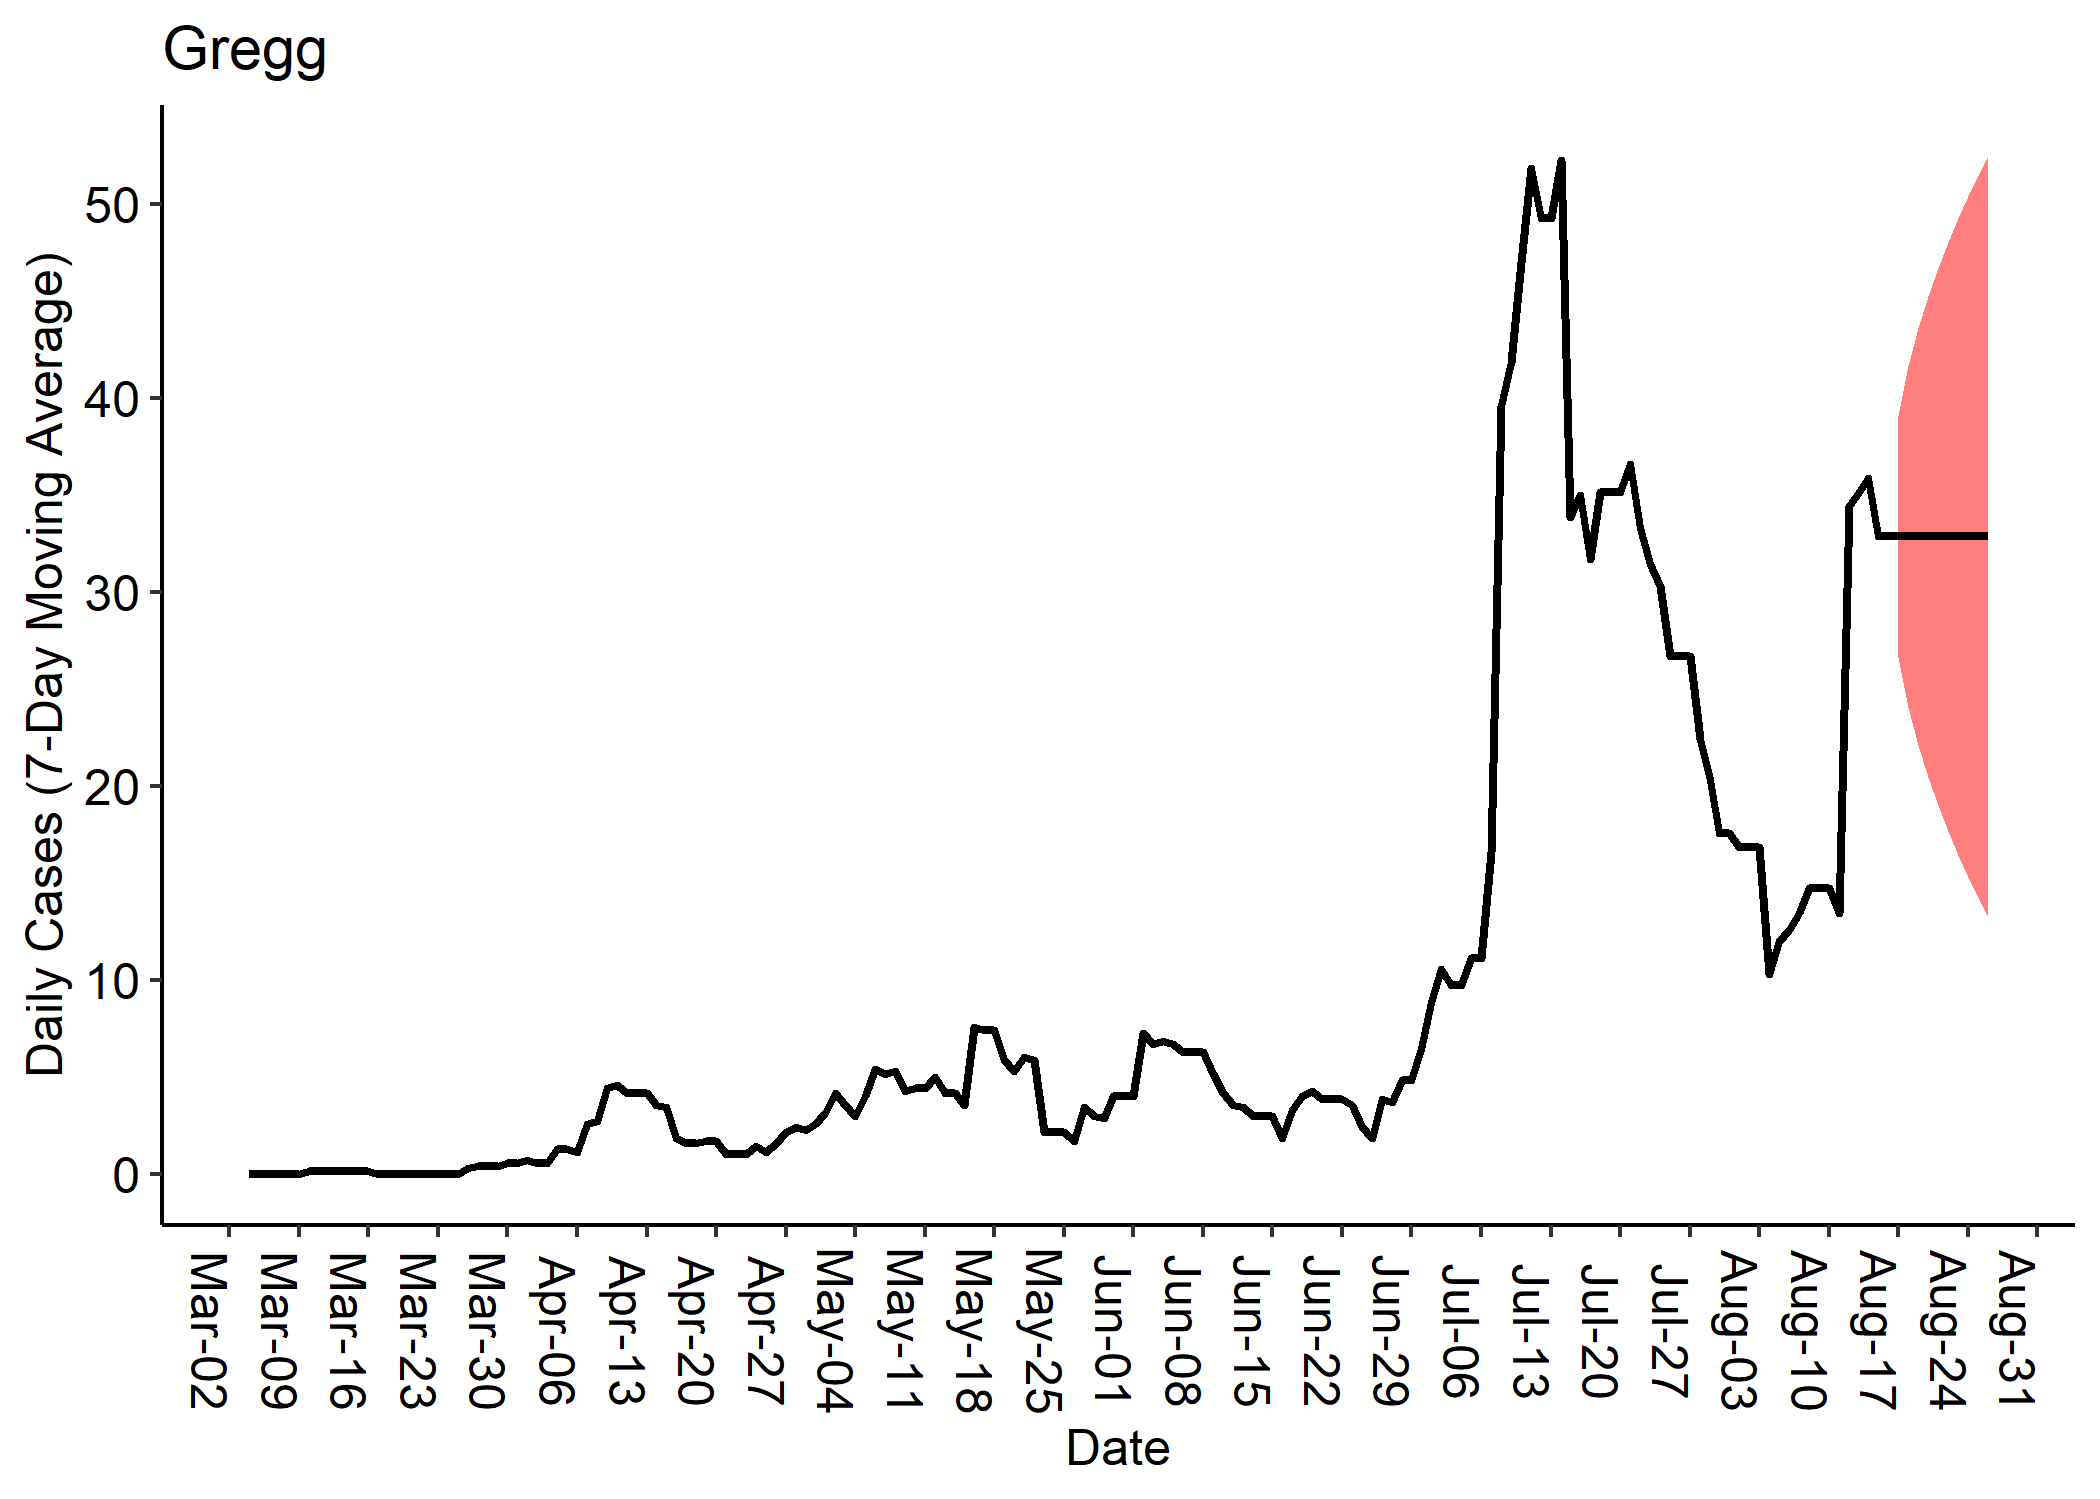 Gregg
Daily Cases (7-Day Moving Average)
50
40
30
20
10
0
Mar-02
Mar-09
Mar-16
Mar-23
Mar-30
Apr-06
Apr-13
Apr-20
Apr-27
May-04
May-11
May-18
May-25
Jun-01
Jun-08
Jun-15
Jun-22
Jun-29
Jul-06
Jul-13
Jul-20
Jul-27
Aug-03
Aug-10
Aug-17
Aug-24
Aug-31
Date